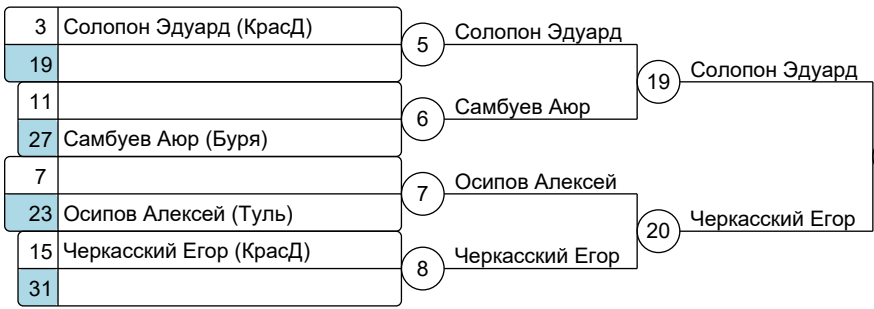 3 Солопон Эдуард (КрасД)
19
11
27 Самбуев Аюр (Буря)
7
23 Осипов Алексей (Туль)
15 Черкасский Егор (КрасД)
31
5 Солопон Эдуард
6 Самбуев Аюр
7 Осипов Алексей
8 Черкасский Егор
19 Солопон Эдуард
20 Черкасский Егор